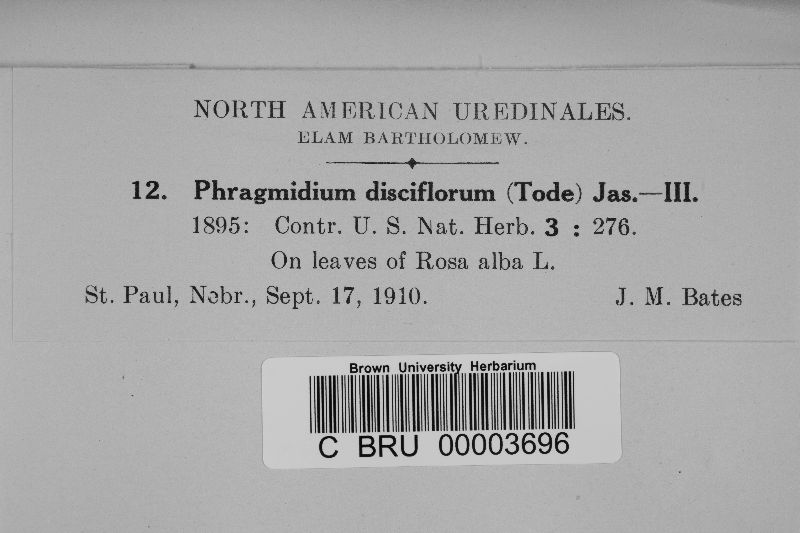 NORTH AMERICAN UREDINALES.
ELAM BARTHOLOMEW.
12. Phragmidium disciflorum (Tode) Jas.—III.
1895: Contr. U. S. Nat. Herb. 3 : 276.
On leaves of Rosa alba L.
St. Paul, Nebr., Sept. 17, 1910. J. M. Bates
Brown University Herbarium
C BRU 00003696